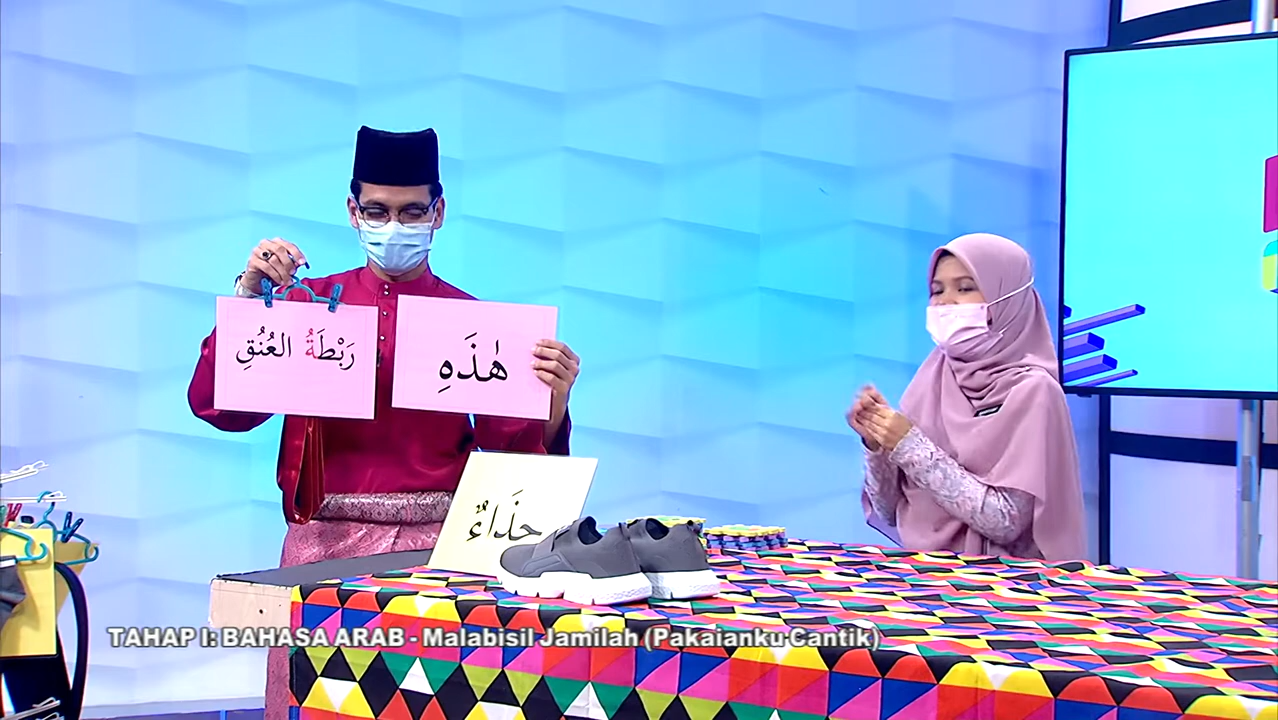 هٰذَهِ
رَبْطَةُ العُنُقِ
حِذَاءٌ
TAHAP I: BAHASA ARAB - Malabisil Jamilah (Pakaianku Cantik)